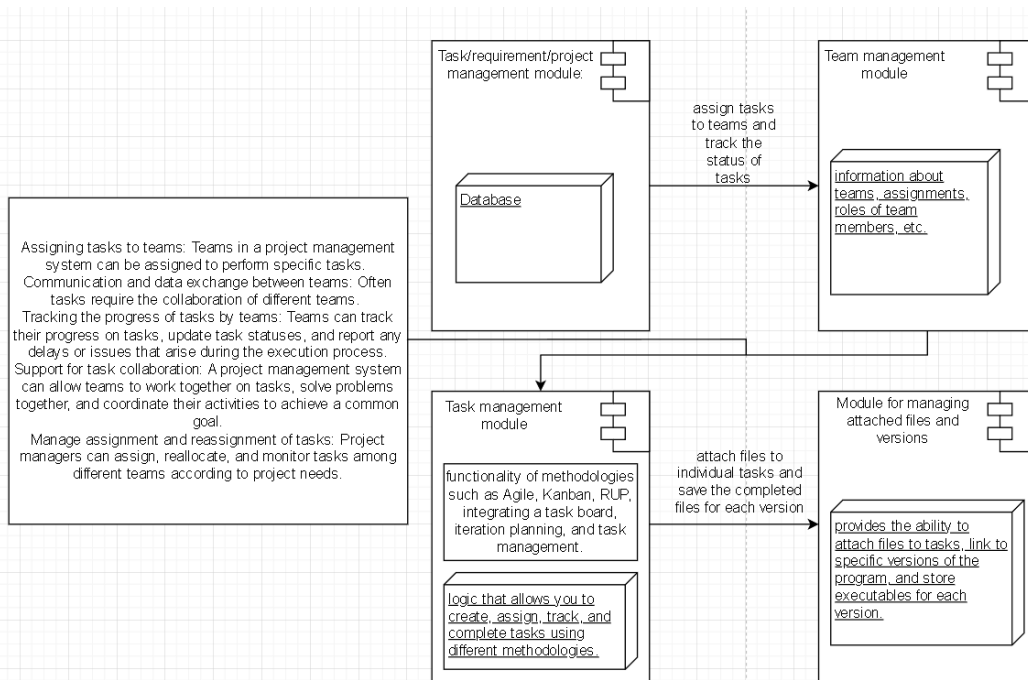 Task/requirement/project
management module:
Team management
module
assign tasks
to teams and
track the
status of
tasks
Database
information about
teams, assignments,
roles of team
members, etc.
Assigning tasks to teams: Teams in a project management
system can be assigned to perform specific tasks.
Communication and data exchange between teams: Often
tasks require the collaboration of different teams.
Tracking the progress of tasks by teams: Teams can track
their progress on tasks, update task statuses, and report any
delays or issues that arise during the execution process.
Support for task collaboration: A project management system
can allow teams to work together on tasks, solve problems
together, and coordinate their activities to achieve a common
goal.
Manage assignment and reassignment of tasks: Project
managers can assign, reallocate, and monitor tasks among
different teams according to project needs.
Task management
module
functionality of methodologies
such as Agile, Kanban, RUP,
integrating a task board,
iteration planning, and task
management.
logic that allows you to
create, assign, track, and
complete tasks using
different methodologies.
attach files to
individual tasks and
save the completed
files for each version
Module for managing
attached files and
versions
provides the ability to
attach files to tasks, link to
specific versions of the
program, and store
executables for each
version.